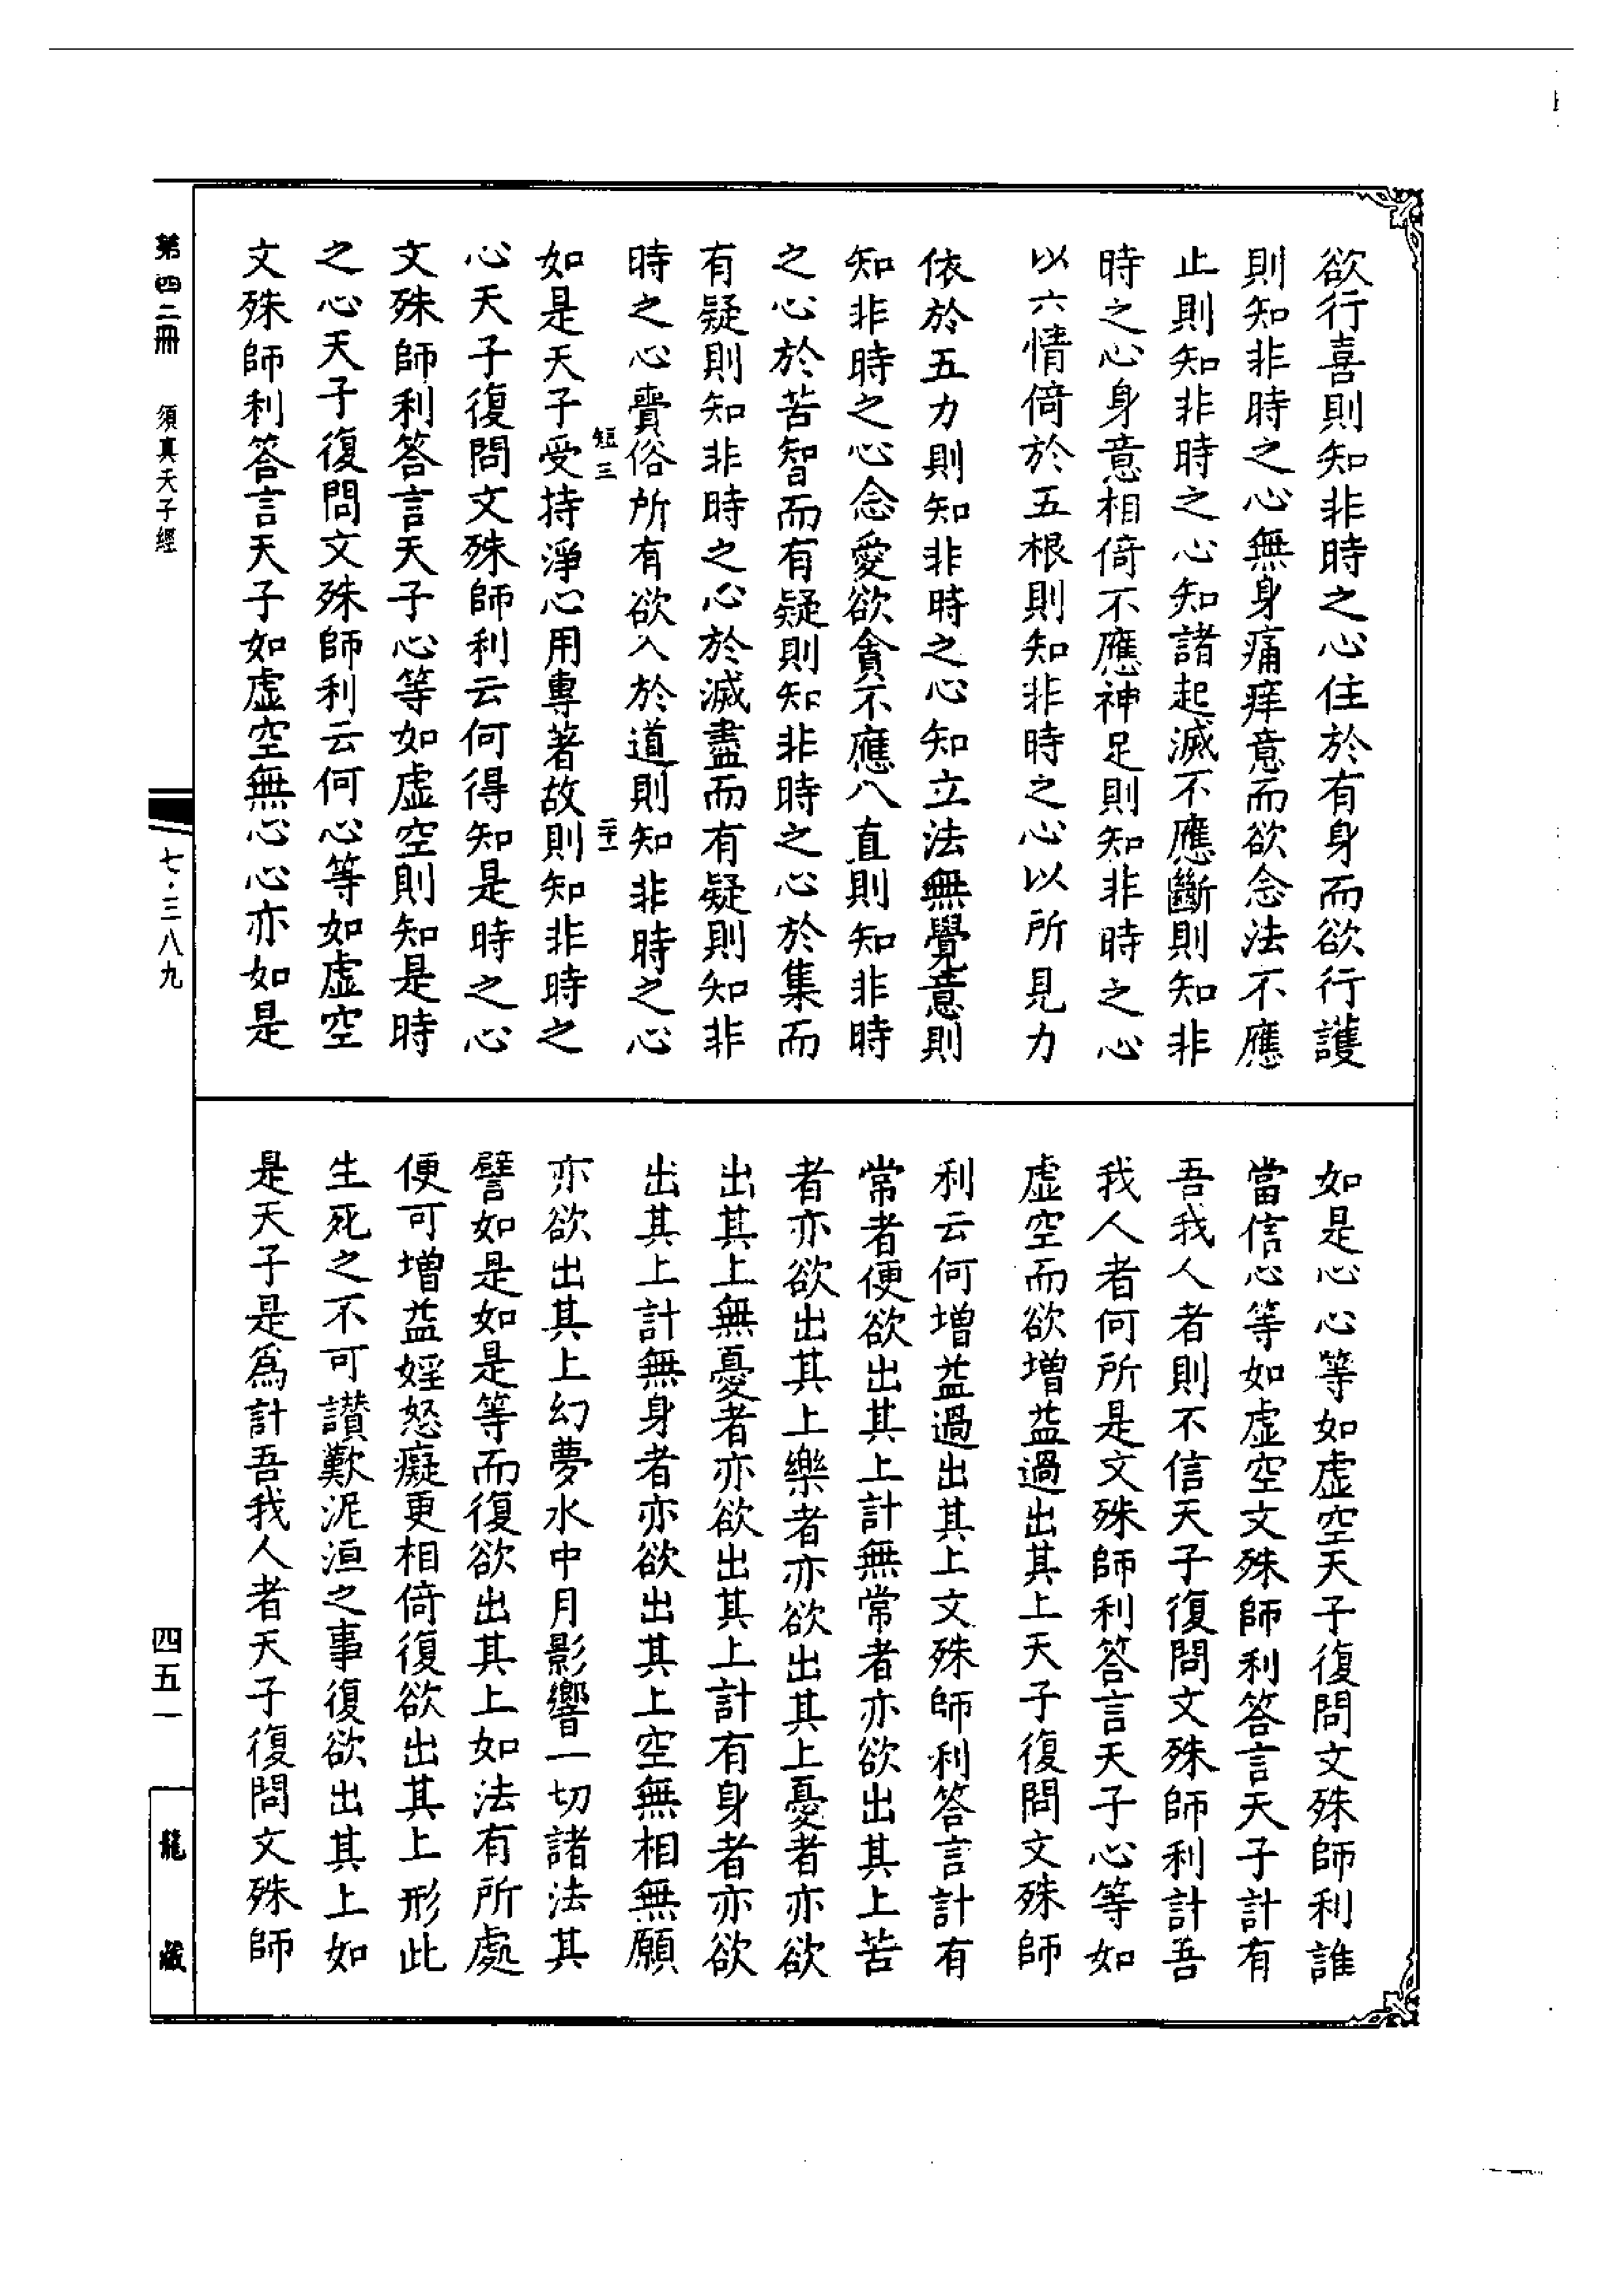 欲行喜則知非時之心住於有身而欲行護
則知非時之心無身痛痒意而欲念法不應
止則知非時之心知諸起滅不應斷則知非
時之心身意相倚不應神足則知非時之心
以六情倚於五根則知非時之心以所見力
依於五力則知非時之心知立法無覺意則
知非時之心念愛欲貪不應八直則知非時
之心於苦智而有疑則知非時之心於集而
有疑則知非時之心於滅盡而有疑則知非
時之心賷俗所有欲入於道則知非時之心
短三
二十一
如是天子受持淨心用專著故則知非時之
心天子復問文殊師利云何得知是時之心
文殊師利答言天子心等如虛空則知是時
之心天子復問文殊師利云何心等如虛空
文殊師利答言天子如虛空無心心亦如是
如是心心等如虛空天子復問文殊師利誰
當信心等如虛空文殊師利答言天子計有
吾我人者則不信天子復問文殊師利計吾
我人者何所是文殊師利答言天子心等如
虛空而欲增益過出其上天子復問文殊師
利云何增益過出其上文殊師利答言計有
常者便欲出其上計無常者亦欲出其上苦
者亦欲出其上樂者亦欲出其上憂者亦欲
出其上無憂者亦欲出其上計有身者亦欲
出其上計無身者亦欲出其上空無相無願
亦欲出其上幻夢水中月影響一切諸法其
譬如是如是等而復欲出其上如法有所處
便可增益婬怒癡更相倚復欲出其上形此
生死之不可讚歎泥洹之事復欲出其上如
是天子是爲計吾我人者天子復問文殊師
第四二冊
須真天子經
七·三八九
四五一
龍藏